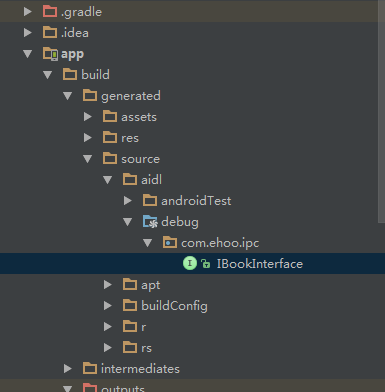 .gradle
.idea
app
build
generated
assets
res
source
aidl
androidTest
debug
com.ehoo.ipc
IBookInterface
apt
buildConfig
r
rs
intermediates
outputs